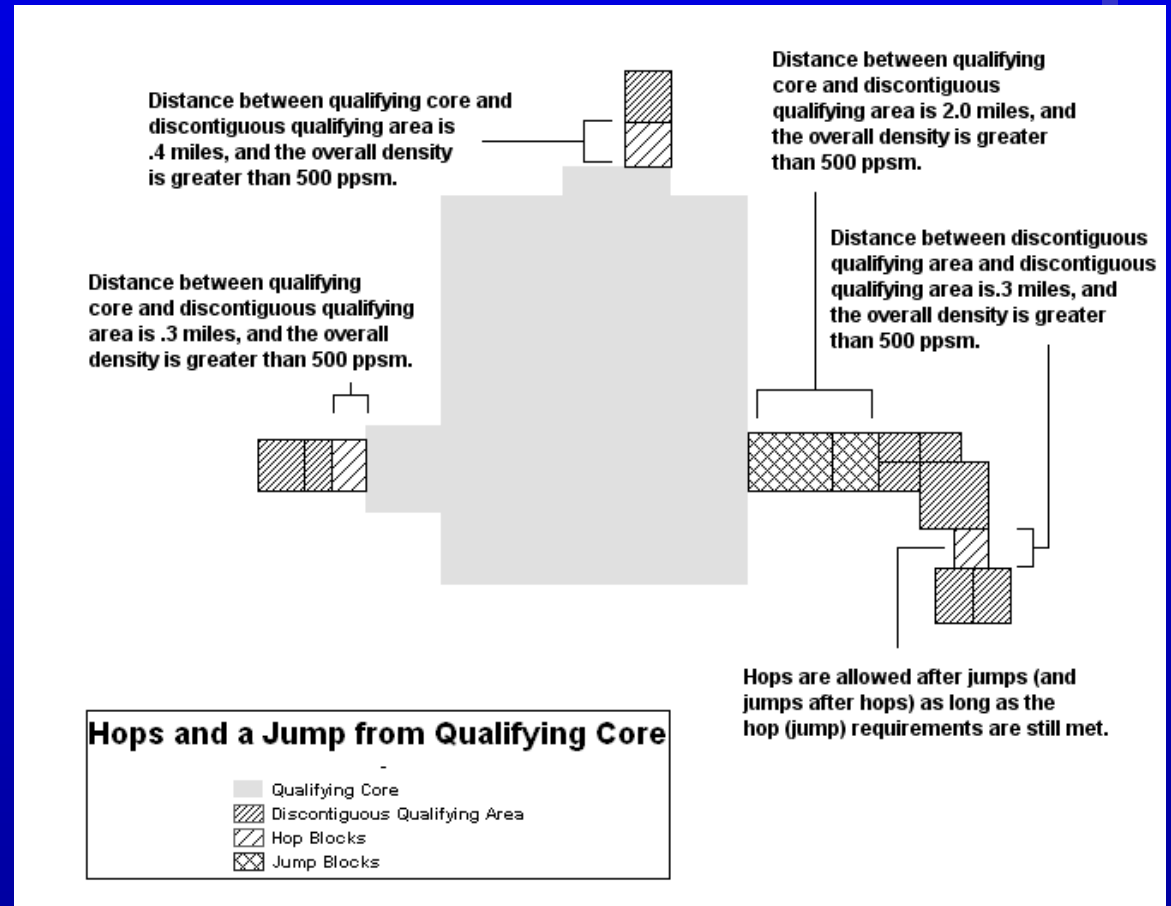 Distance between qualifying core and
discontiguous qualifying area is
.4 miles, and the overall density
is greater than 500 ppsm.
Distance between qualifying
core and discontiguous
qualifying area is 2.0 miles, and
the overall density is greater
than 500 ppsm.
Distance between discontiguous
qualifying area and discontiguous
qualifying area is.3 miles, and
the overall density is greater
than 500 ppsm.
Distance between qualifying
core and discontiguous qualifying
area is .3 miles, and the overall
density is greater than 500 ppsm.
Hops are allowed after jumps (and
jumps after hops) as long as the
hop (jump) requirements are still met.
Hops and a Jump from Qualifying Core
-
Qualifying Core
Discontiguous Qualifying Area
Hop Blocks
Jump Blocks